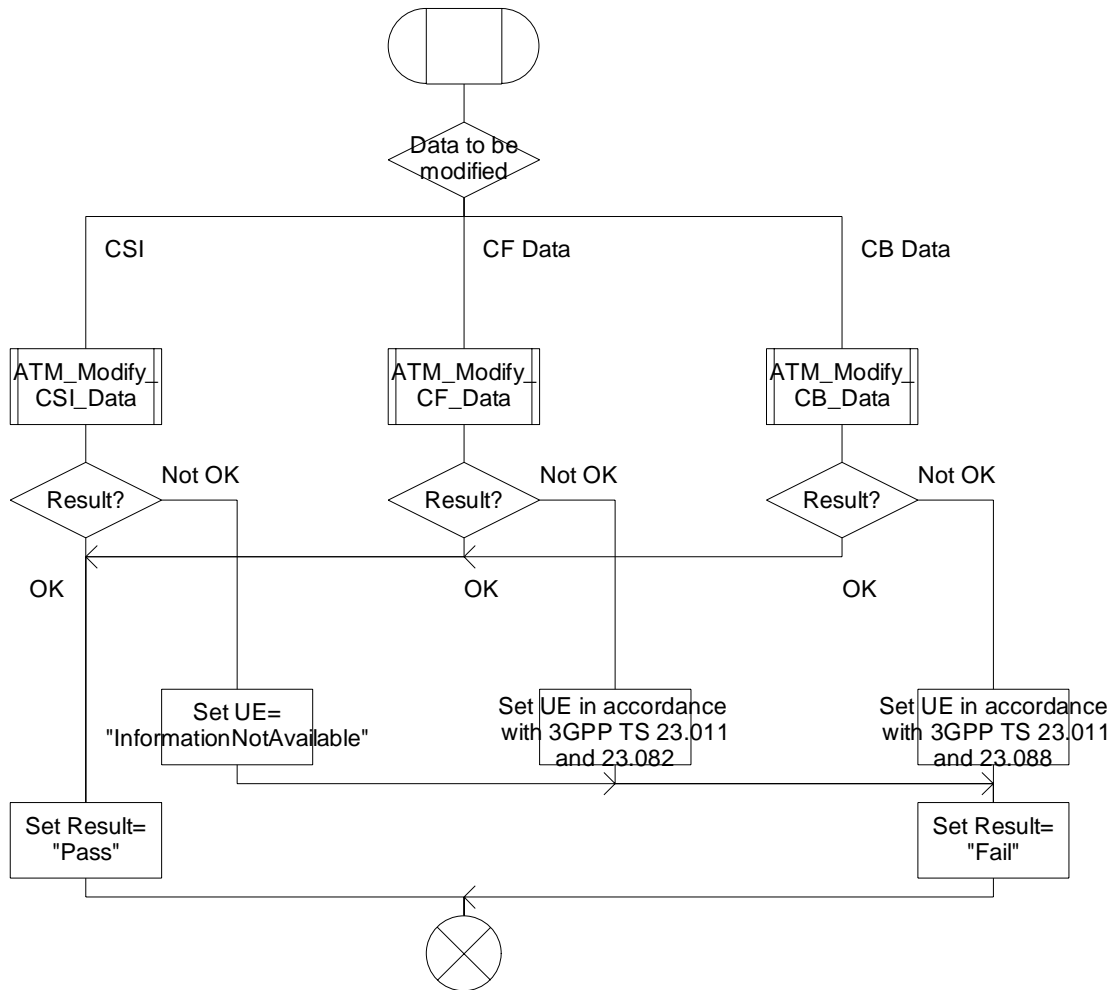 Data to be
modified
CSI
CF Data
CB Data
ATM_Modify_
CSI_Data
ATM_Modify_
CF_Data
ATM_Modify_
CB_Data
Result?
Not OK
Result?
Not OK
Result?
Not OK
OK
OK
OK
Set UE=
"InformationNotAvailable"
Set UE in accordance
with 3GPP TS 23.011
and 23.082
Set UE in accordance
with 3GPP TS 23.011
and 23.088
Set Result=
"Pass"
Set Result=
"Fail"